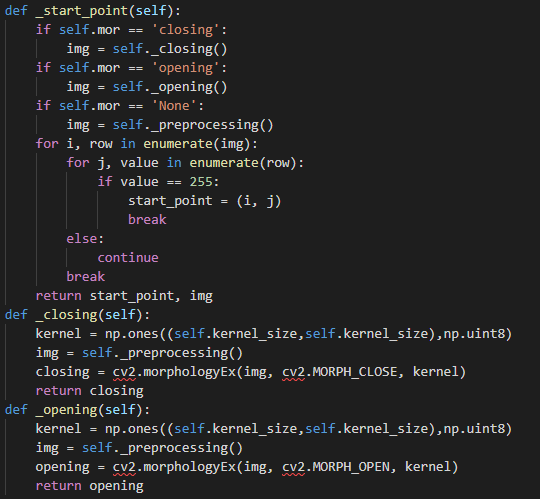 def _start_point(self):
    if self.mor == 'closing':
        img = self._closing()
    if self.mor == 'opening':
        img = self._opening()
    if self.mor == 'None':
        img = self._preprocessing()
    for i, row in enumerate(img):
        for j, value in enumerate(row):
            if value == 255:
                start_point = (i, j)
                break
        else:
            continue
        break
    return start_point, img
def _closing(self):
    kernel = np.ones((self.kernel_size,self.kernel_size),np.uint8)
    img = self._preprocessing()
    closing = cv2.morphologyEx(img, cv2.MORPH_CLOSE, kernel)
    return closing
def _opening(self):
    kernel = np.ones((self.kernel_size,self.kernel_size),np.uint8)
    img = self._preprocessing()
    opening = cv2.morphologyEx(img, cv2.MORPH_OPEN, kernel)
    return opening